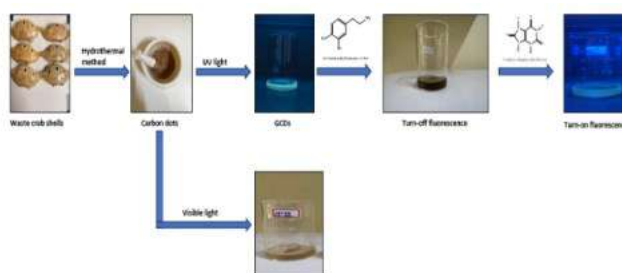 Hydrothermal
method
UV light
Waste crab shells
Carbon dots
GCDs
Turn-off fluorescence
Turn-on fluorescence
Visible light